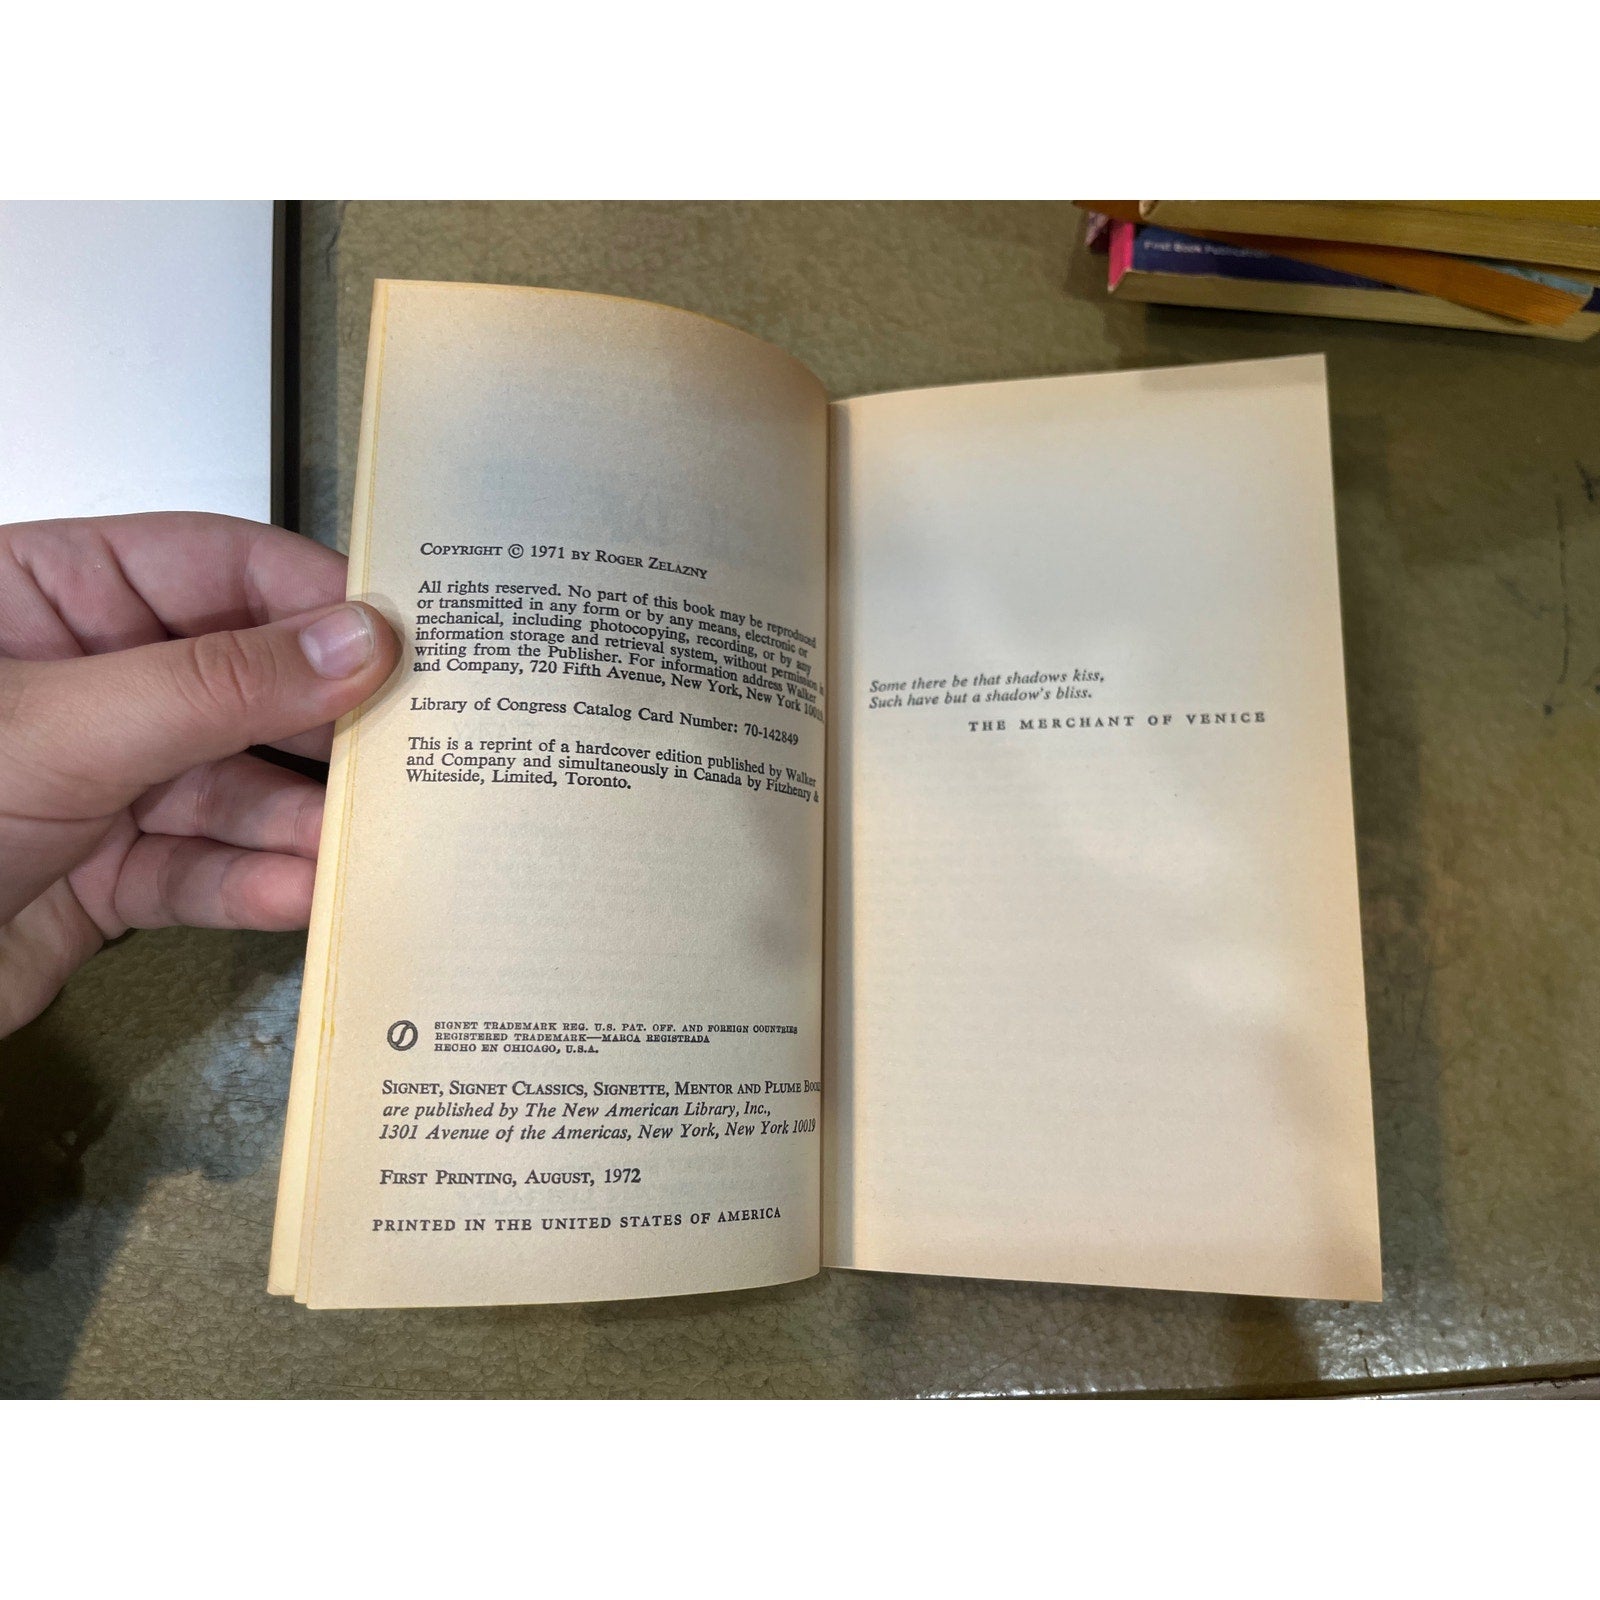 First Book Publication
COPYRIGHT © 1971 BY ROGER ZELAZNY
All rights reserved. No part of this book may be reproduced
or transmitted in any form or by any means, electronic or
mechanical, including photocopying, recording, or by any
information storage and retrieval system, without permission in
writing from the Publisher. For information address Walker
and Company, 720 Fifth Avenue, New York, New York 10019.
Library of Congress Catalog Card Number: 70-142849
This is a reprint of a hardcover edition published by Walker
and Company and simultaneously in Canada by Fitzhenry &
Whiteside, Limited, Toronto.
SIGNET TRADEMARK REG. U.S. PAT. OFF. AND FOREIGN COUNTRIES
REGISTERED TRADEMARK—MARCA REGISTRADA
HECHO EN CHICAGO, U.S.A.
SIGNET, SIGNET CLASSICS, SIGNETTE, MENTOR AND PLUME
are published by The New American Library, Inc.,
1301 Avenue of the Americas, New York, New York 10019
FIRST PRINTING, AUGUST, 1972
PRINTED IN THE UNITED STATES OF AMERICA
Some there be that shadows kiss,
Such have but a shadow's bliss.
THE MERCHANT OF VENICE